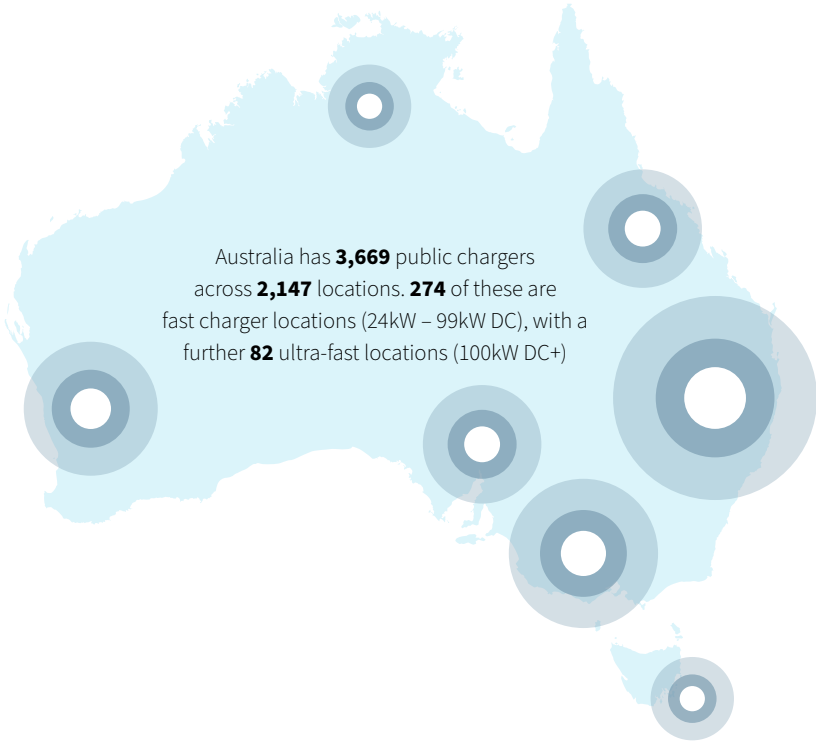 Australia has 3,669 public chargers
across 2,147 locations. 274 of these are
fast charger locations (24kW – 99kW DC), with a
further 82 ultra-fast locations (100kW DC+)